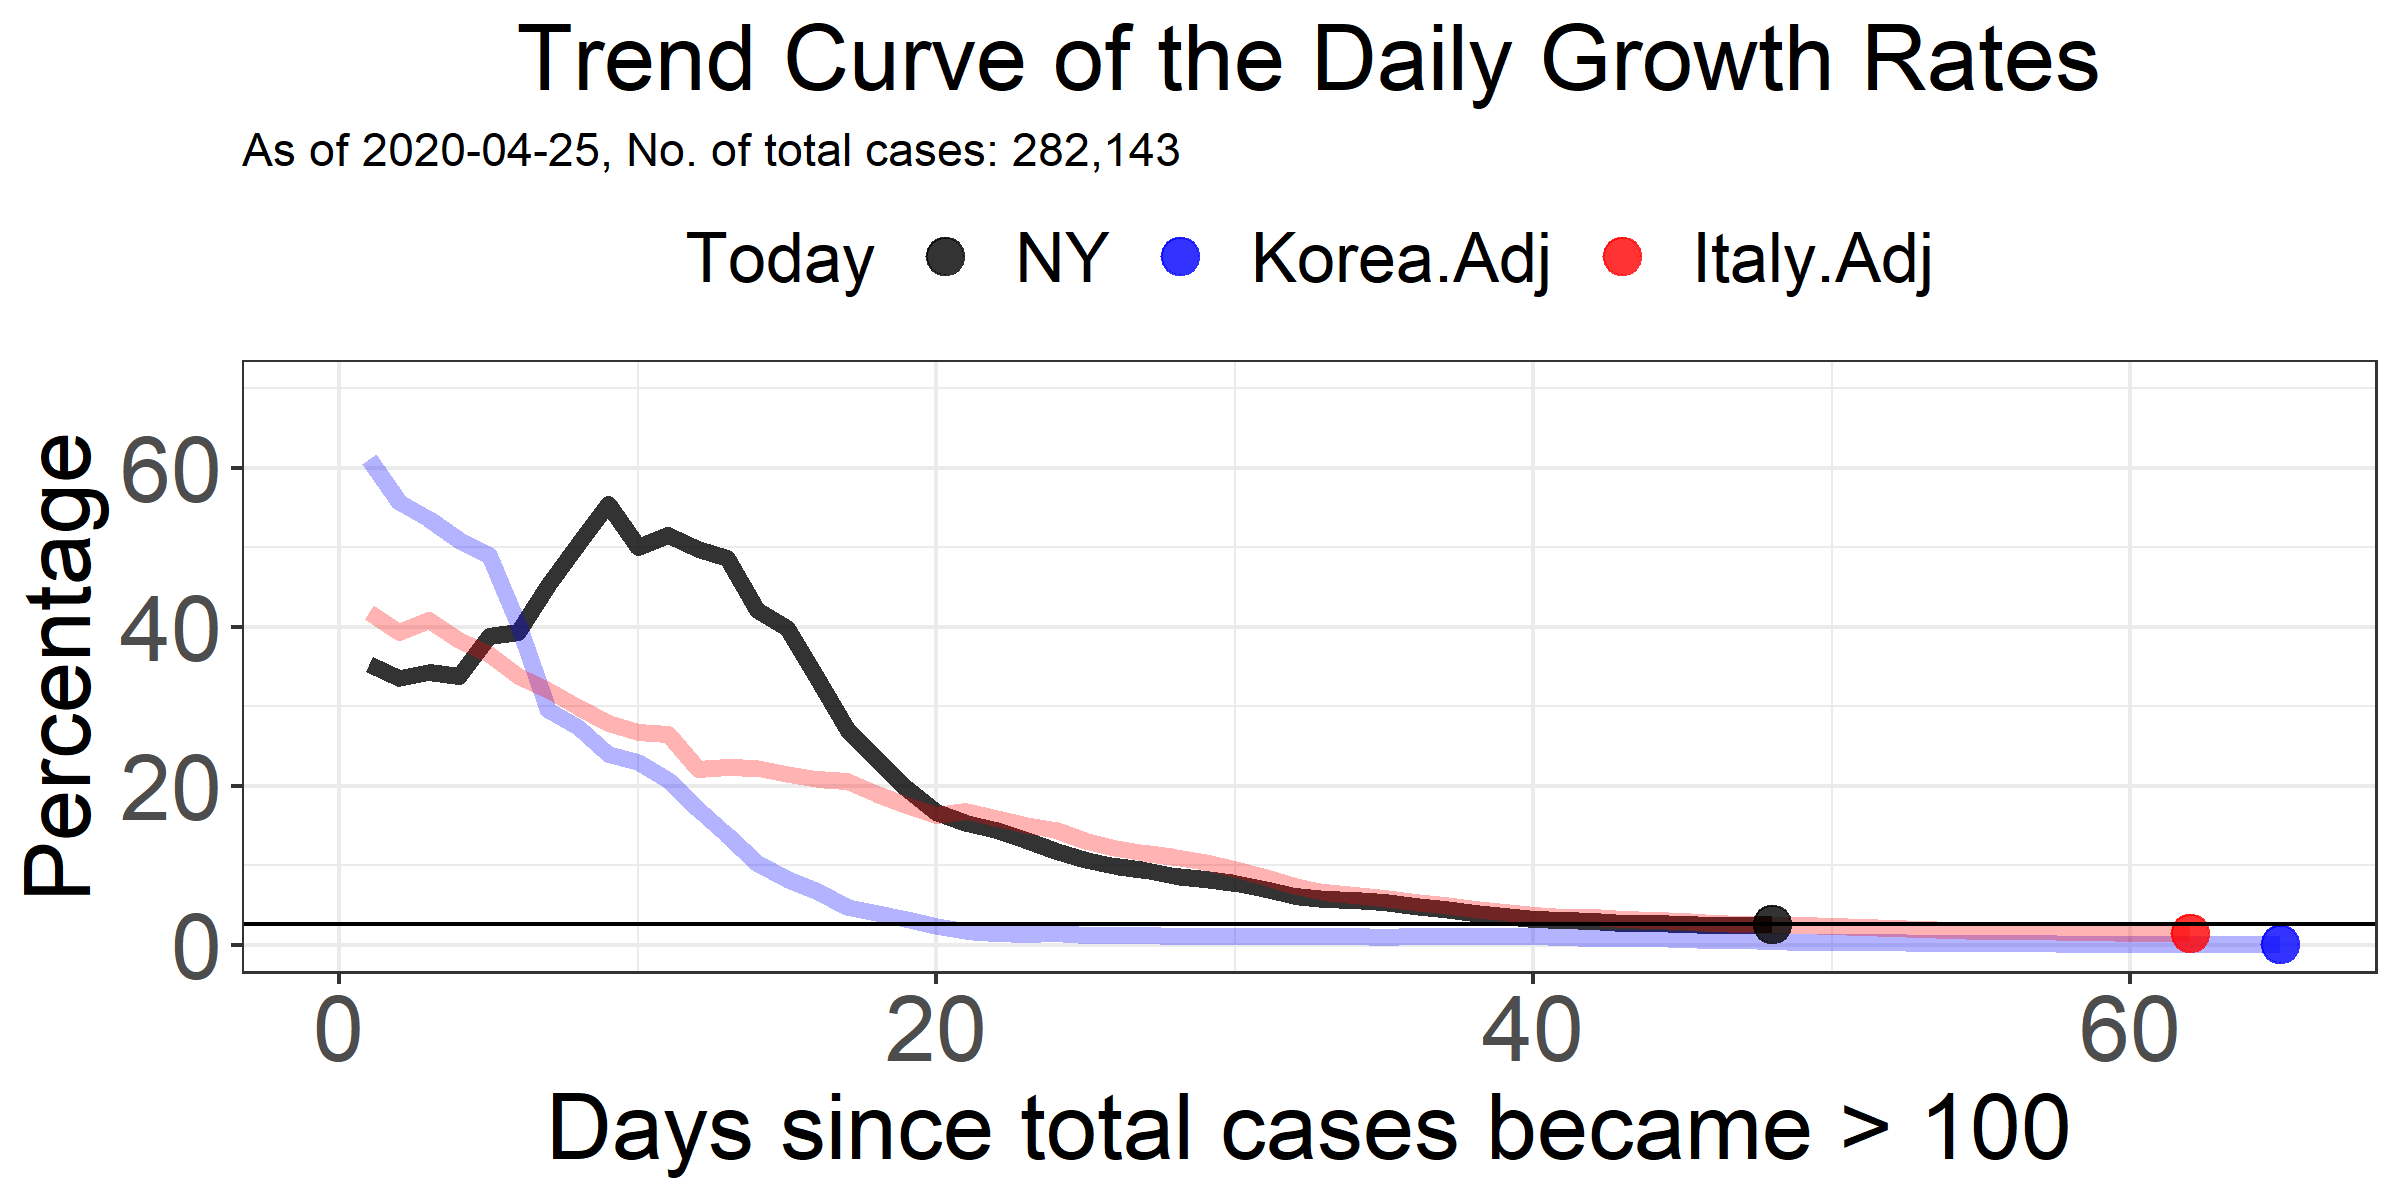 Trend Curve of the Daily Growth Rates
As of 2020-04-25, No. of total cases: 282,143
Today NY Korea.Adj Italy.Adj
Percentage
60
40
20
0
0 20 40 60
Days since total cases became > 100